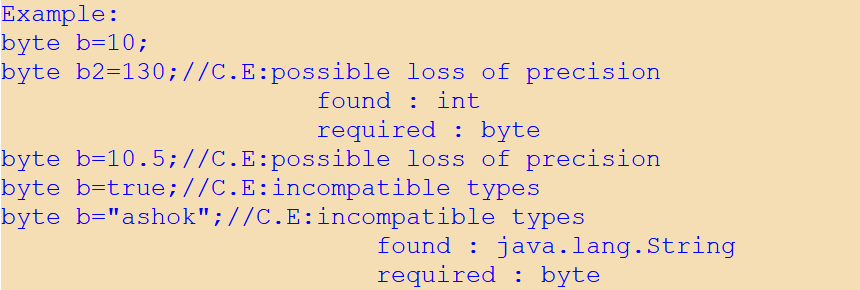 Example:
byte b=10;
byte b2=130;//C.E:possible loss of precision
found : int
required : byte
byte b=10.5;//C.E:possible loss of precision
byte b=true;//C.E:incompatible types
byte b="ashok";//C.E:incompatible types
found : java.lang.String
required : byte